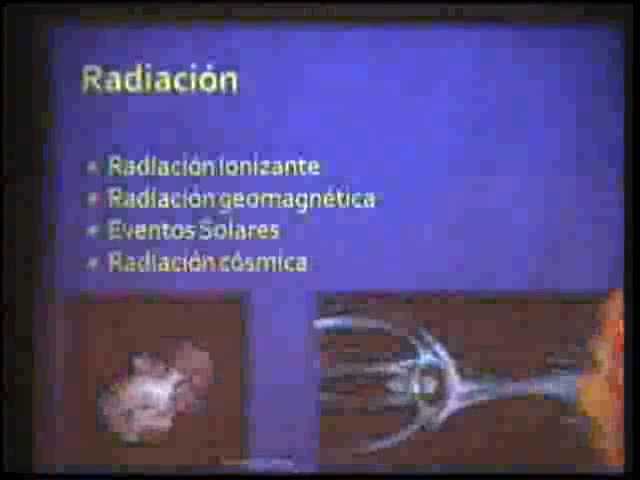 Radiación
Radiación ionizante
Radiación geomagnética
Eventos Solares
Radiación cósmica